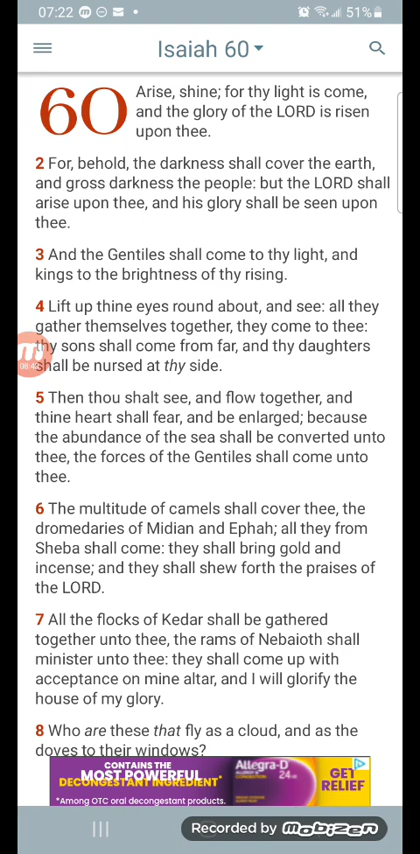 07:22 51%
Isaiah 60
60 Arise, shine; for thy light is come,
and the glory of the LORD is risen
upon thee.
2 For, behold, the darkness shall cover the earth,
and gross darkness the people: but the LORD shall
arise upon thee, and his glory shall be seen upon
thee.
3 And the Gentiles shall come to thy light, and
kings to the brightness of thy rising.
4 Lift up thine eyes round about, and see: all they
gather themselves together, they come to thee:
thy sons shall come from far, and thy daughters
shall be nursed at thy side.
5 Then thou shalt see, and flow together, and
thine heart shall fear, and be enlarged; because
the abundance of the sea shall be converted unto
thee, the forces of the Gentiles shall come unto
thee.
6 The multitude of camels shall cover thee, the
dromedaries of Midian and Ephah; all they from
Sheba shall come: they shall bring gold and
incense; and they shall shew forth the praises of
the LORD.
7 All the flocks of Kedar shall be gathered
together unto thee, the rams of Nebaioth shall
minister unto thee: they shall come up with
acceptance on mine altar, and I will glorify the
house of my glory.
8 Who are these that fly as a cloud, and as the
doves to their windows?
CONTAINS THE
MOST POWERFUL
DECONGESTANT INGREDIENT*
*Among OTC oral decongestant products.
Allegra-D
24
GET
RELIEF
Recorded by mobizen